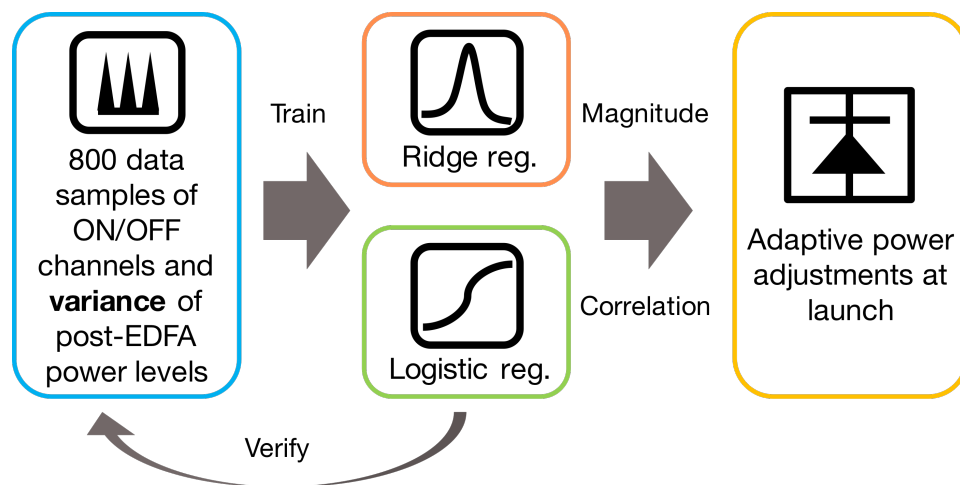 800 data
samples of
ON/OFF
channels and
variance of
post-EDFA
power levels
Train
Ridge reg.
Logistic reg.
Magnitude
Correlation
Adaptive power
adjustments at
launch
Verify